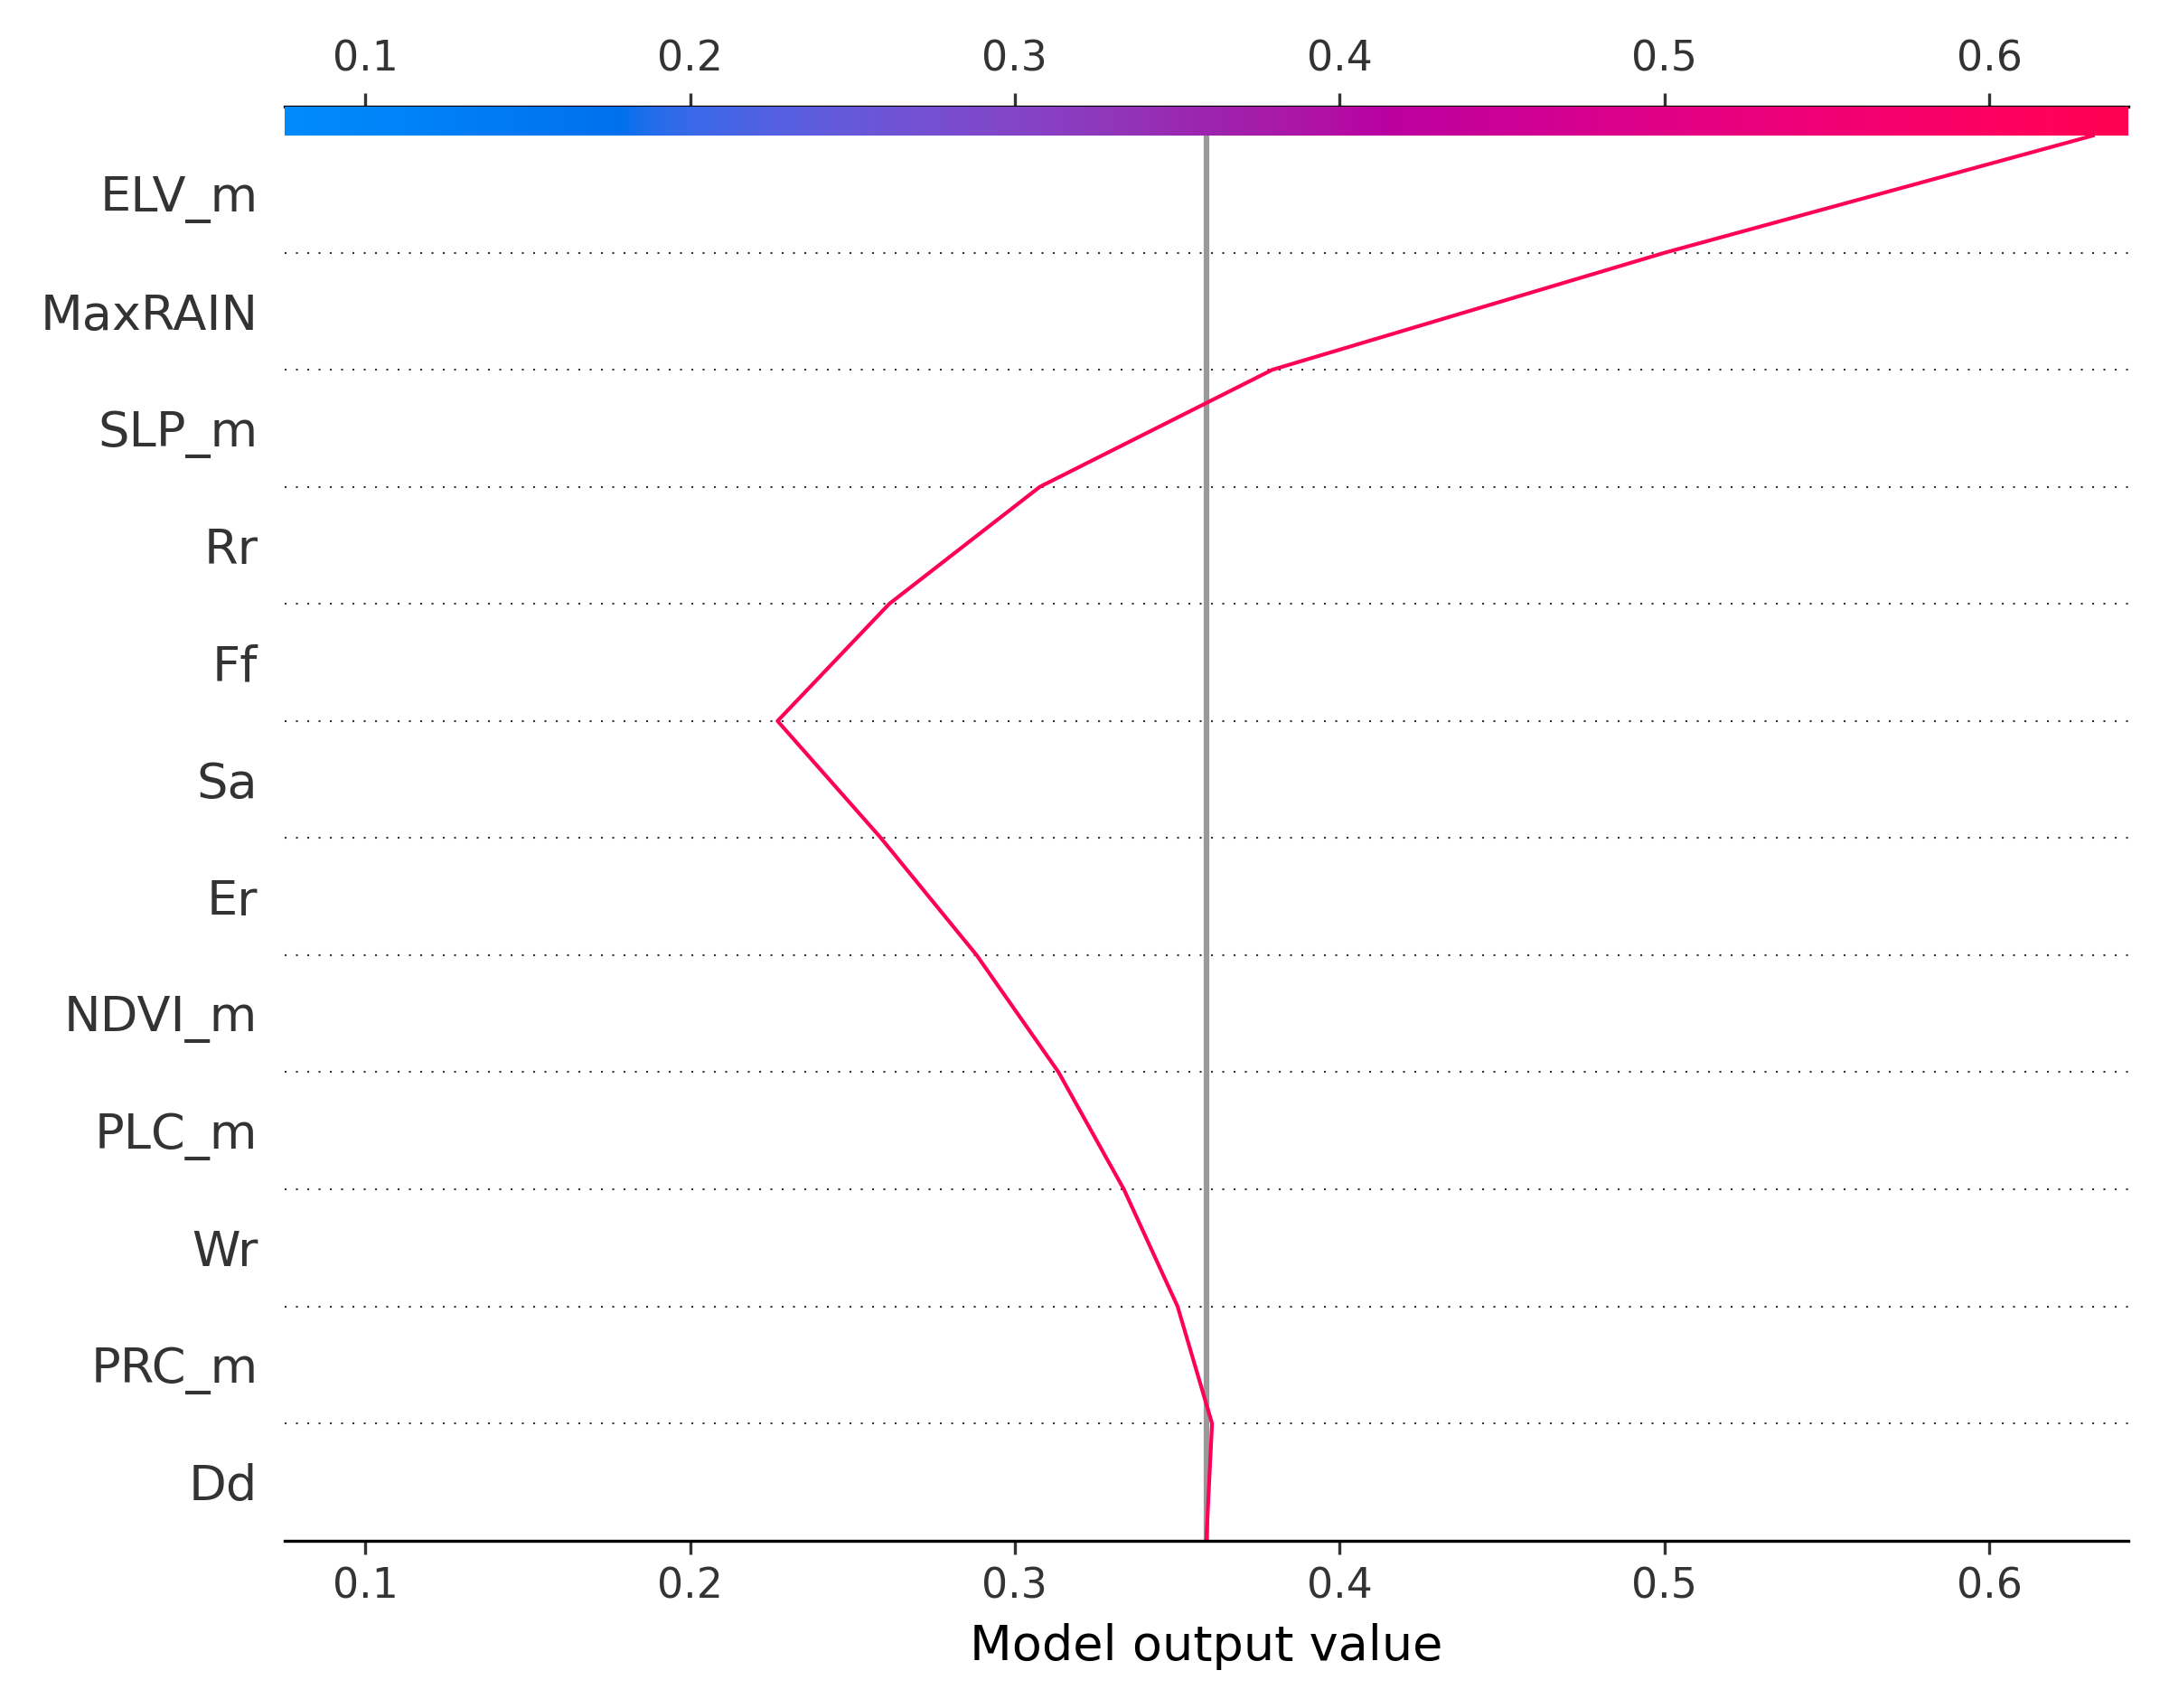 0.1 0.2 0.3 0.4 0.5 0.6
ELV_m
MaxRAIN
SLP_m
Rr
Ff
Sa
Er
NDVI_m
PLC_m
Wr
PRC_m
Dd
0.1 0.2 0.3 0.4 0.5 0.6
Model output value